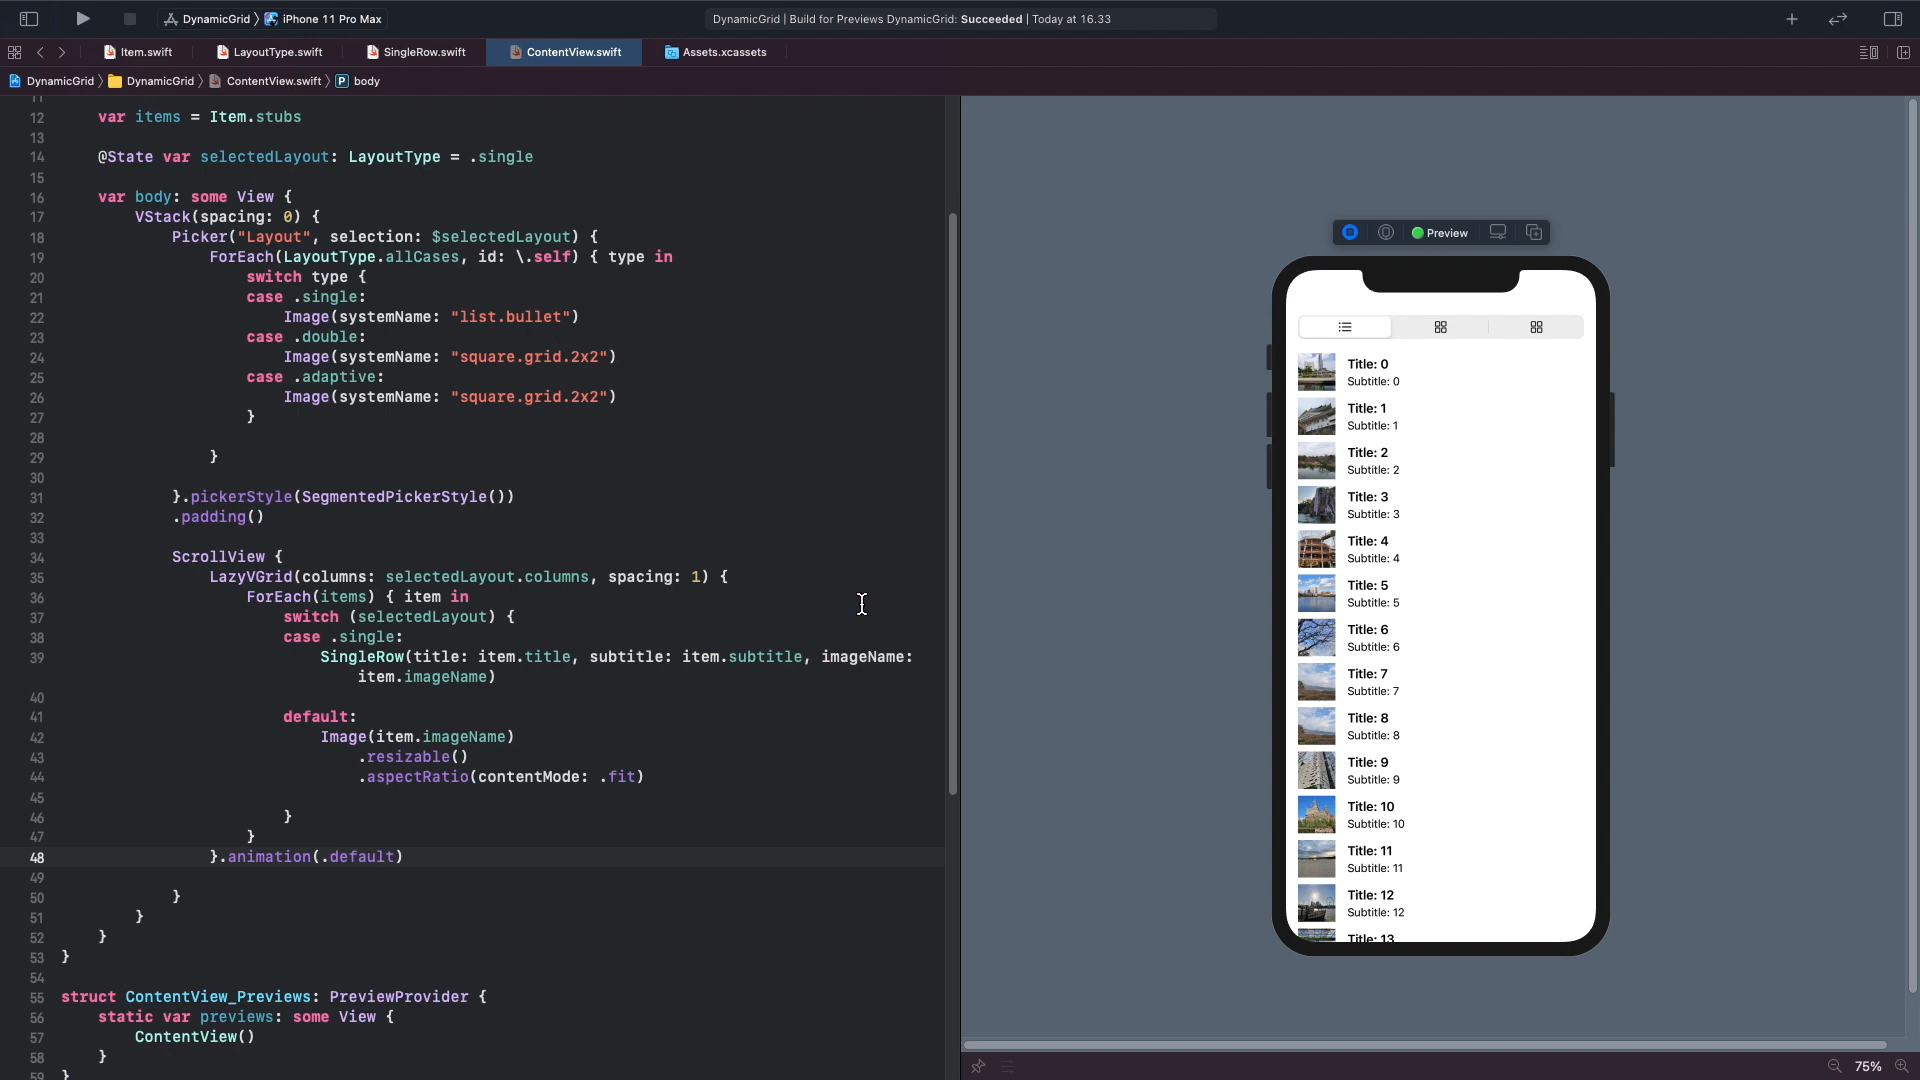 DynamicGrid
iPhone 11 Pro Max
DynamicGrid | Build for Previews DynamicGrid: Succeeded | Today at 16.33
Item.swift
LayoutType.swift
SingleRow.swift
ContentView.swift
Assets.xcassets
DynamicGrid
DynamicGrid
ContentView.swift
P body
11
12 var items = Item.stubs
13
14 @State var selectedLayout: LayoutType = .single
15
16 var body: some View {
17 VStack(spacing: 0) {
18 Picker("Layout", selection: $selectedLayout) {
19 ForEach(LayoutType.allCases, id: \.self) { type in
20 switch type {
21 case .single:
22 Image(systemName: "list.bullet")
23 case .double:
24 Image(systemName: "square.grid.2x2")
25 case .adaptive:
26 Image(systemName: "square.grid.2x2")
27 }
28
29 }
30
31 }.pickerStyle(SegmentedPickerStyle())
32 .padding()
33
34 ScrollView {
35 LazyVGrid(columns: selectedLayout.columns, spacing: 1) {
36 ForEach(items) { item in
37 switch (selectedLayout) {
38 case .single:
39 SingleRow(title: item.title, subtitle: item.subtitle, imageName:
item.imageName)
40
41 default:
42 Image(item.imageName)
43 .resizable()
44 .aspectRatio(contentMode: .fit)
45
46 }
47 }
48 }.animation(.default)
49
50 }
51 }
52 }
53 }
54
55 struct ContentView_Previews: PreviewProvider {
56 static var previews: some View {
57 ContentView()
58 }
59 }
Preview
Title: 0
Subtitle: 0
Title: 1
Subtitle: 1
Title: 2
Subtitle: 2
Title: 3
Subtitle: 3
Title: 4
Subtitle: 4
Title: 5
Subtitle: 5
Title: 6
Subtitle: 6
Title: 7
Subtitle: 7
Title: 8
Subtitle: 8
Title: 9
Subtitle: 9
Title: 10
Subtitle: 10
Title: 11
Subtitle: 11
Title: 12
Subtitle: 12
Title: 13
75%